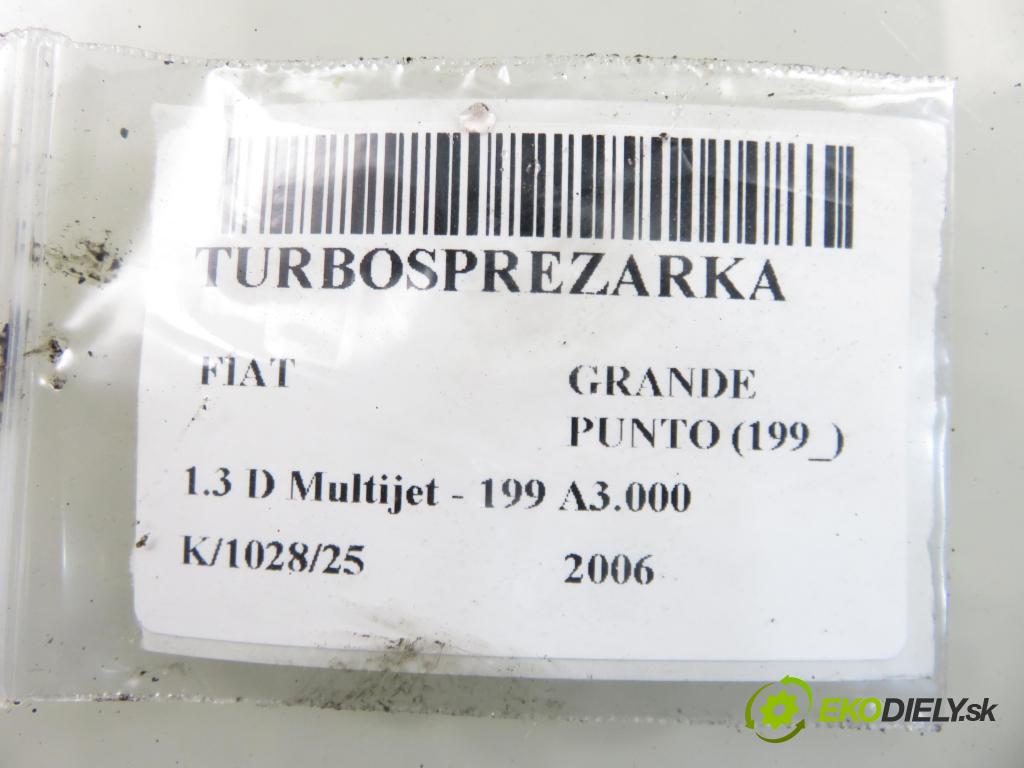 TURBOSPREZARKA
FIAT
GRANDE
PUNTO (199_)
1.3 D Multijet - 199 A3.000
K/1028/25
2006
EKODIELY.sk